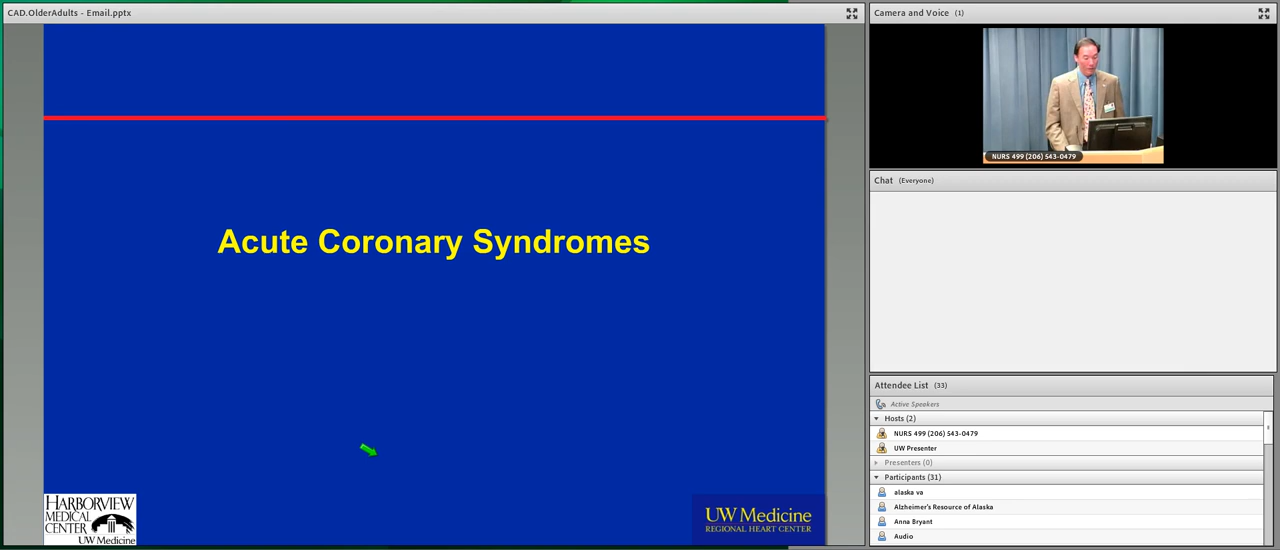 CAD.OlderAdults - Email.pptx
Acute Coronary Syndromes
HARBORVIEW
MEDICAL
CENTER
UW Medicine
UW Medicine
REGIONAL HEART CENTER
Camera and Voice (1)
NURS 499 (206) 543-0479
Chat (Everyone)
Attendee List (33)
Active Speakers
Hosts (2)
NURS 499 (206) 543-0479
UW Presenter
Presenters (0)
Participants (31)
alaska va
Alzheimer's Resource of Alaska
Anna Bryant
Audio